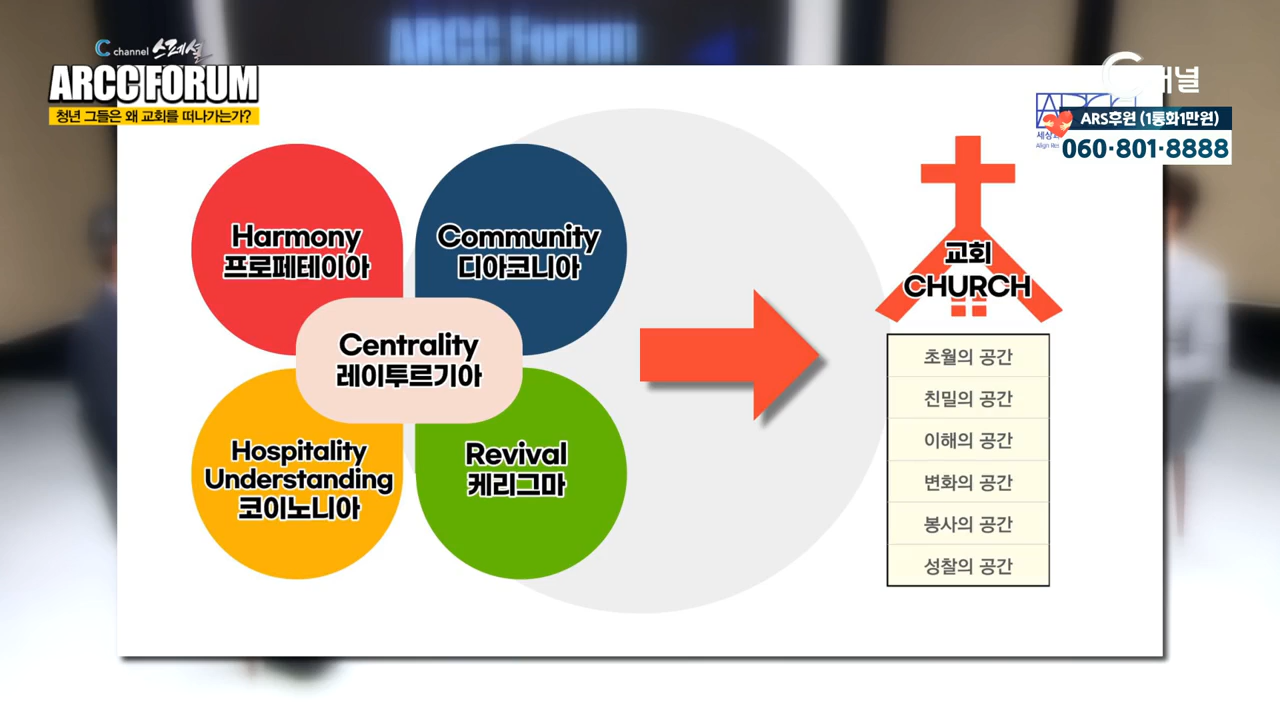 C channel 스페셜
ARCC FORUM
청년 그들은 왜 교회를 떠나가는가?
ARCC Forum
채널
ARS후원 (1통화1만원)
060·801·8888
Harmony
프로페테이아
Community
디아코니아
Centrality
레이투르기아
Hospitality
Understanding
코이노니아
Revival
케리그마
교회
CHURCH
초월의 공간
친밀의 공간
이해의 공간
변화의 공간
봉사의 공간
성찰의 공간